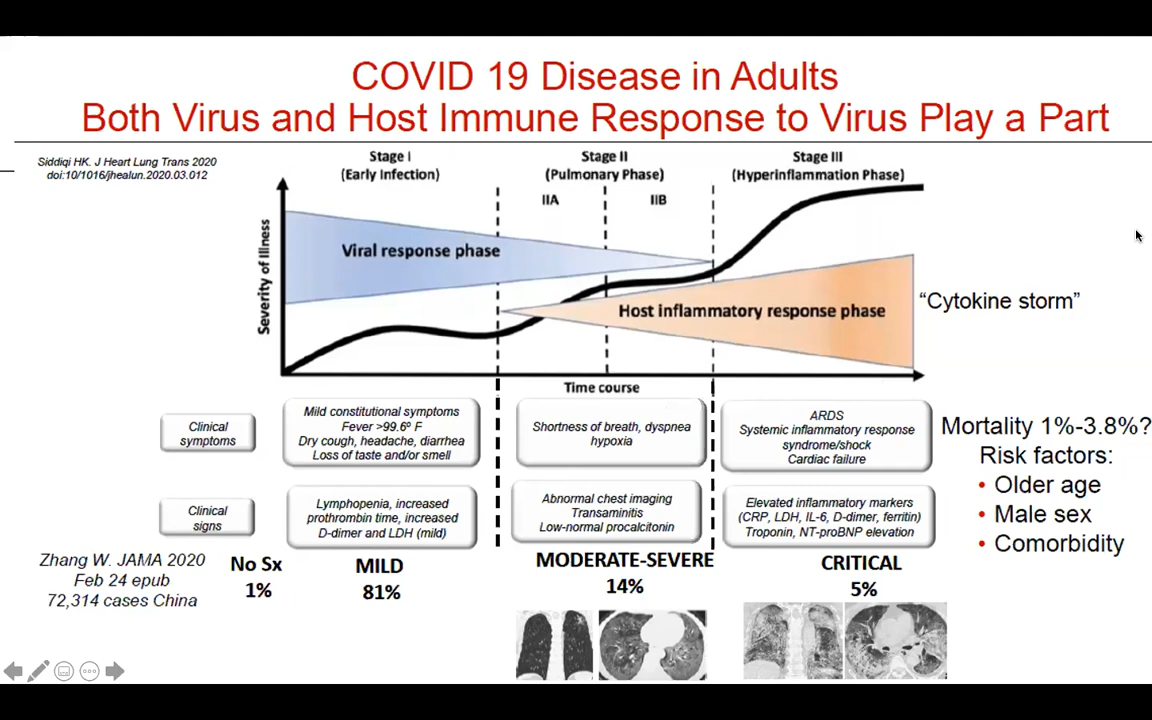 COVID 19 Disease in Adults
Both Virus and Host Immune Response to Virus Play a Part
Siddiqi HK. J Heart Lung Trans 2020
doi:10/1016/jhealun.2020.03.012
Stage I
(Early Infection)
Stage II
(Pulmonary Phase)
IIA
IIB
Stage III
(Hyperinflammation Phase)
Severity of Illness
Viral response phase
Host inflammatory response phase
"Cytokine storm"
Time course
Clinical
symptoms
Mild constitutional symptoms
Fever >99.6º F
Dry cough, headache, diarrhea
Loss of taste and/or smell
Shortness of breath, dyspnea
hypoxia
ARDS
Systemic inflammatory response
syndrome/shock
Cardiac failure
Clinical
signs
Lymphopenia, increased
prothrombin time, increased
D-dimer and LDH (mild)
Abnormal chest imaging
Transaminitis
Low-normal procalcitonin
Elevated inflammatory markers
(CRP, LDH, IL-6, D-dimer, ferritin)
Troponin, NT-proBNP elevation
Mortality 1%-3.8%?
Risk factors:
• Older age
• Male sex
• Comorbidity
Zhang W. JAMA 2020
Feb 24 epub
72,314 cases China
No Sx
1%
MILD
81%
MODERATE-SEVERE
14%
CRITICAL
5%